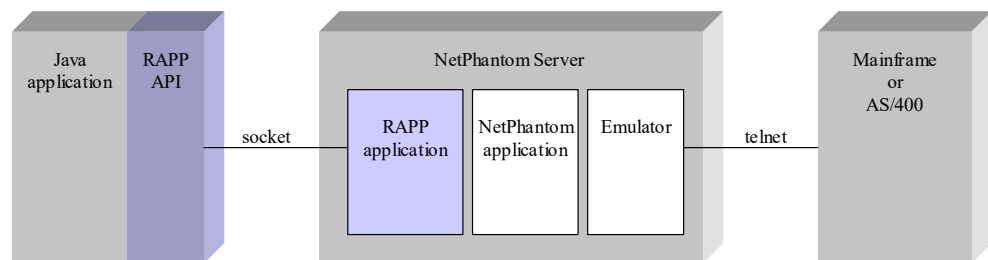 Java
application
RAPP
API
socket
NetPhantom Server
RAPP
application
NetPhantom
application
Emulator
telnet
Mainframe
or
AS/400